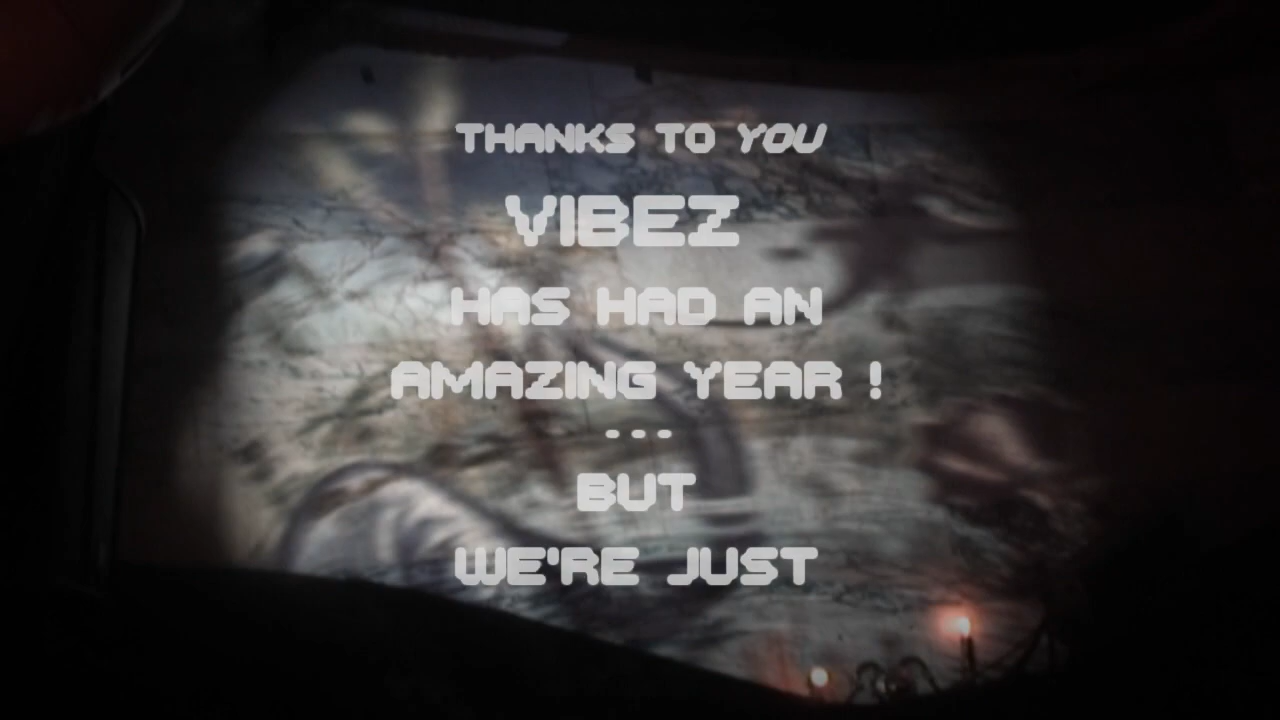 THANKS TO YOU
VIBEZ
HAS HAD AN
AMAZING YEAR !
...
BUT
WE'RE JUST